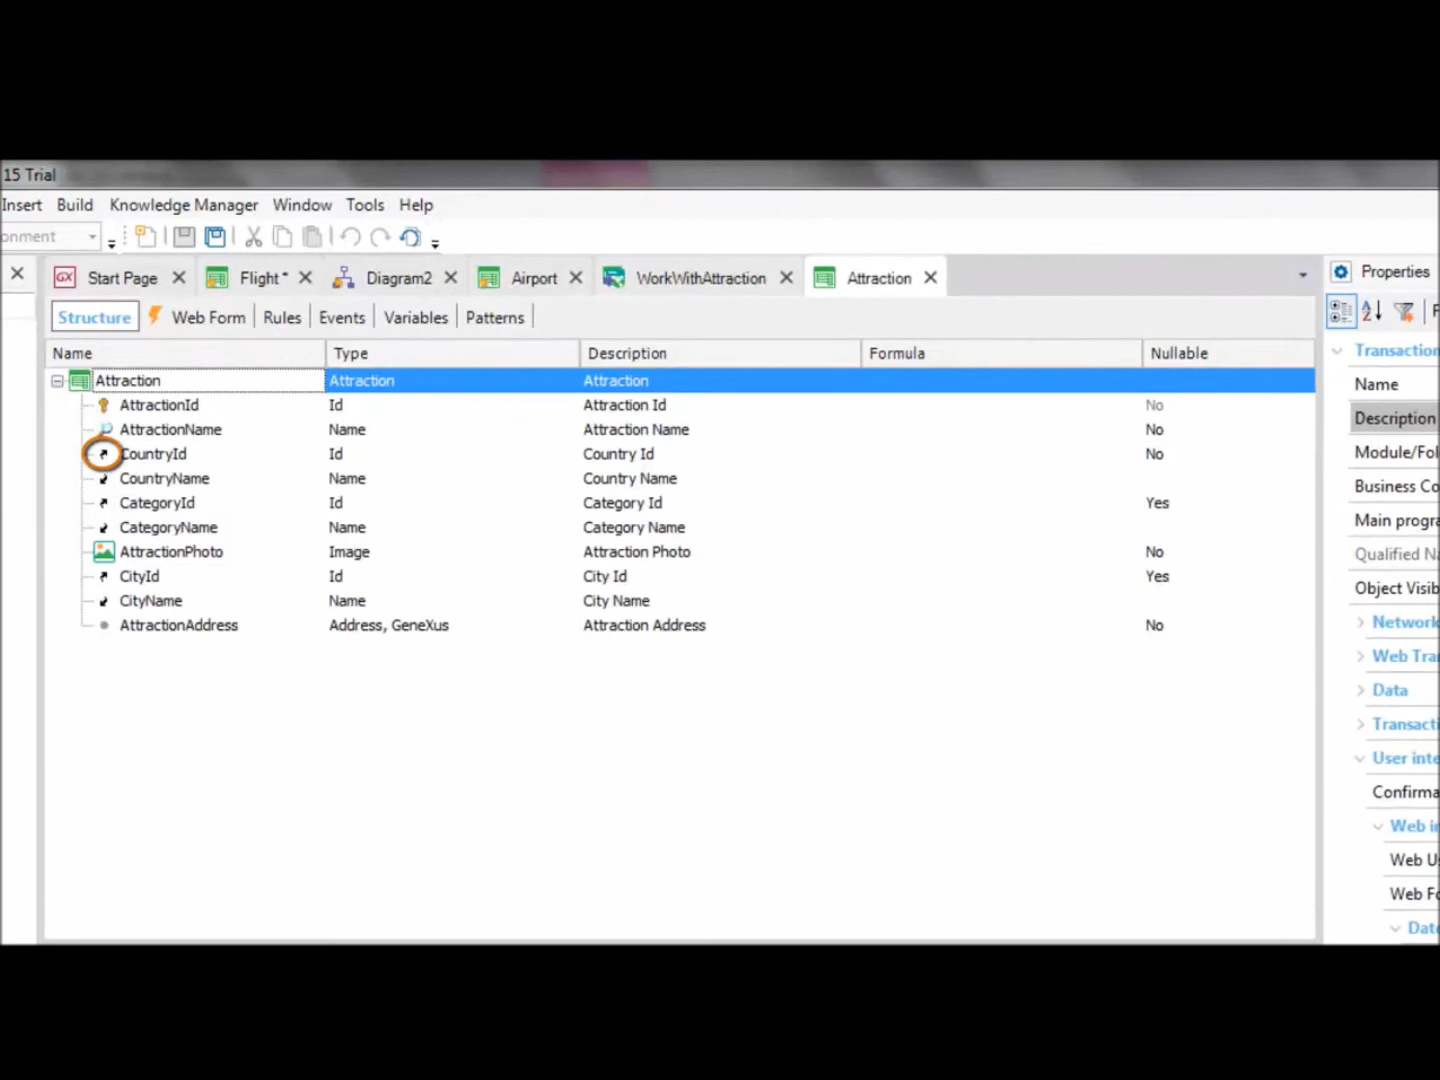 15 Trial
Insert Build Knowledge Manager Window Tools Help
onment
Start Page Flight * Diagram2 Airport WorkWithAttraction Attraction Properties
Structure Web Form Rules Events Variables Patterns
Name Type Description Formula Nullable
Transaction
Attraction Attraction Attraction
Name
AttractionId Id Attraction Id No
Description
AttractionName Name Attraction Name No
CountryId Id Country Id No
Module/Fol
CountryName Name Country Name
Business Co
CategoryId Id Category Id Yes
Main progra
CategoryName Name Category Name
AttractionPhoto Image Attraction Photo No
Qualified Na
CityId Id City Id Yes
Object Visib
CityName Name City Name
AttractionAddress Address, GeneXus Attraction Address No
Network
Web Tra
Data
Transacti
User inte
Confirma
Web in
Web U
Web Fo
Date